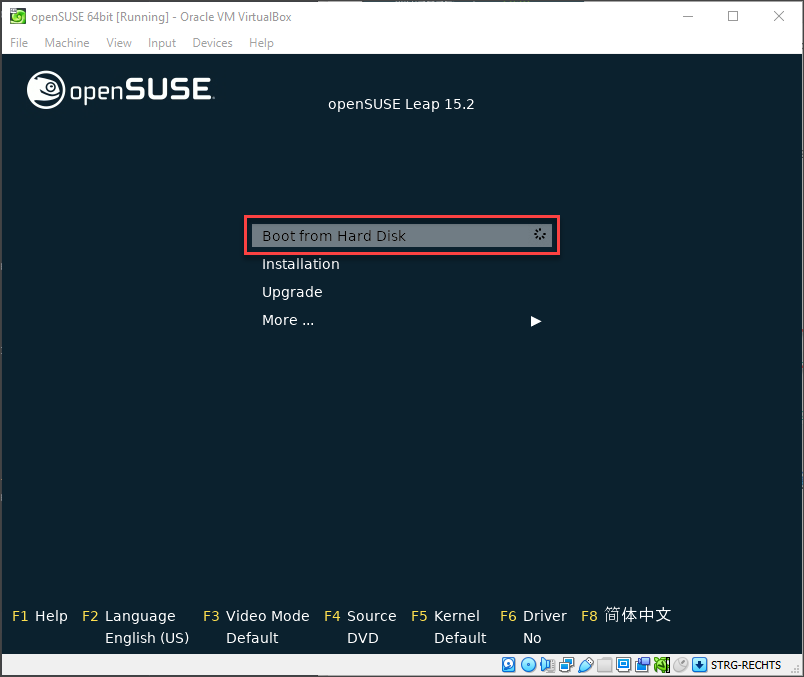 openSUSE 64bit [Running] - Oracle VM VirtualBox
File Machine View Input Devices Help
openSUSE
openSUSE Leap 15.2
Boot from Hard Disk
Installation
Upgrade
More ...
F1 Help F2 Language F3 Video Mode F4 Source F5 Kernel F6 Driver F8 简体中文
English (US) Default DVD Default No
STRG-RECHTS